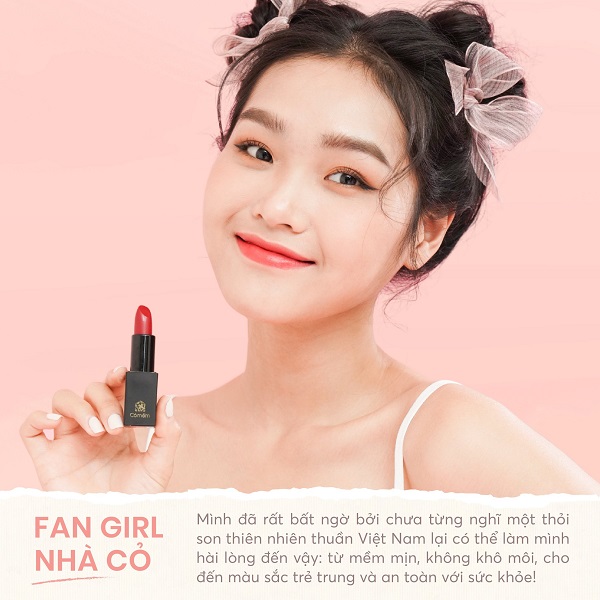 Cỏ mềm
FAN GIRL
NHÀ CỎ
Mình đã rất bất ngờ bởi chưa từng nghĩ một thỏi
son thiên nhiên thuần Việt Nam lại có thể làm mình
hài lòng đến vậy: từ mềm mịn, không khô môi, cho
đến màu sắc trẻ trung và an toàn với sức khỏe!